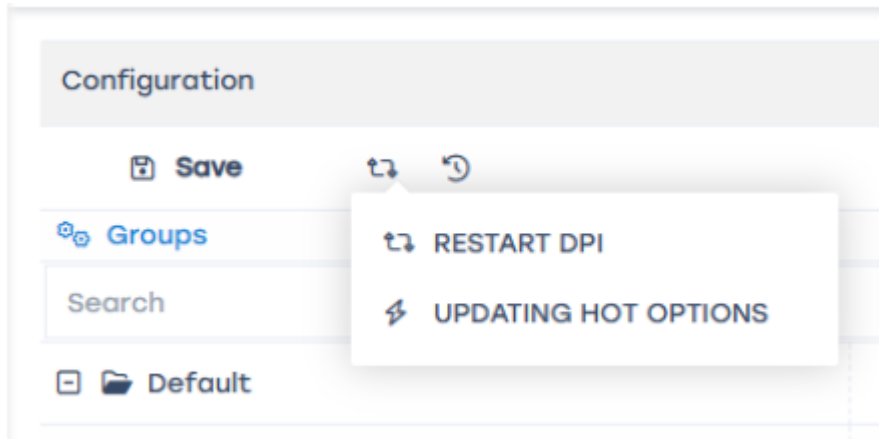 Configuration
Save
Groups
RESTART DPI
Search
UPDATING HOT OPTIONS
Default